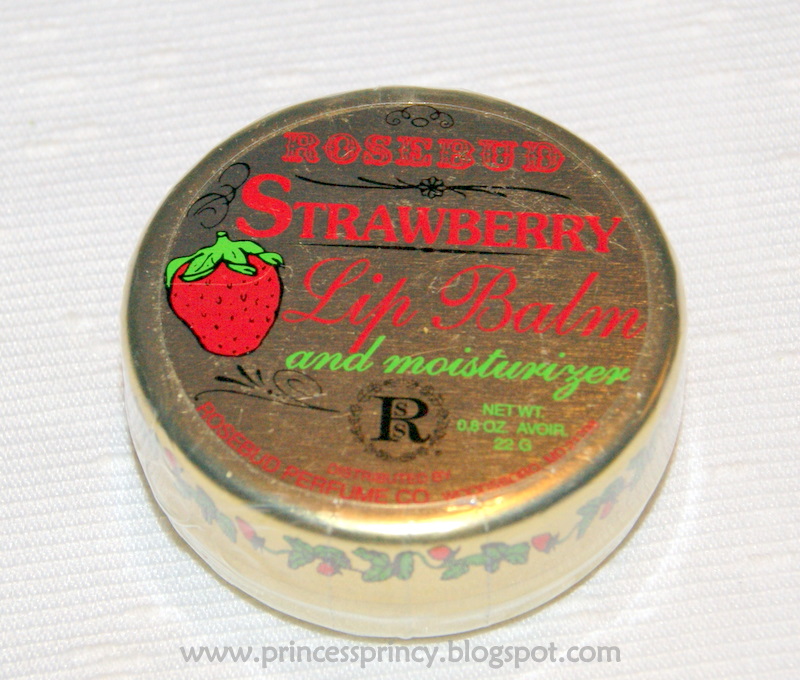 ROSEBUD
STRAWBERRY
Lip Balm
and moisturizer
RSS
NET WT.
0.8 OZ. AVOIR.
22 G
DISTRIBUTED BY
ROSEBUD PERFUME CO.
www.princessprincy.blogspot.com